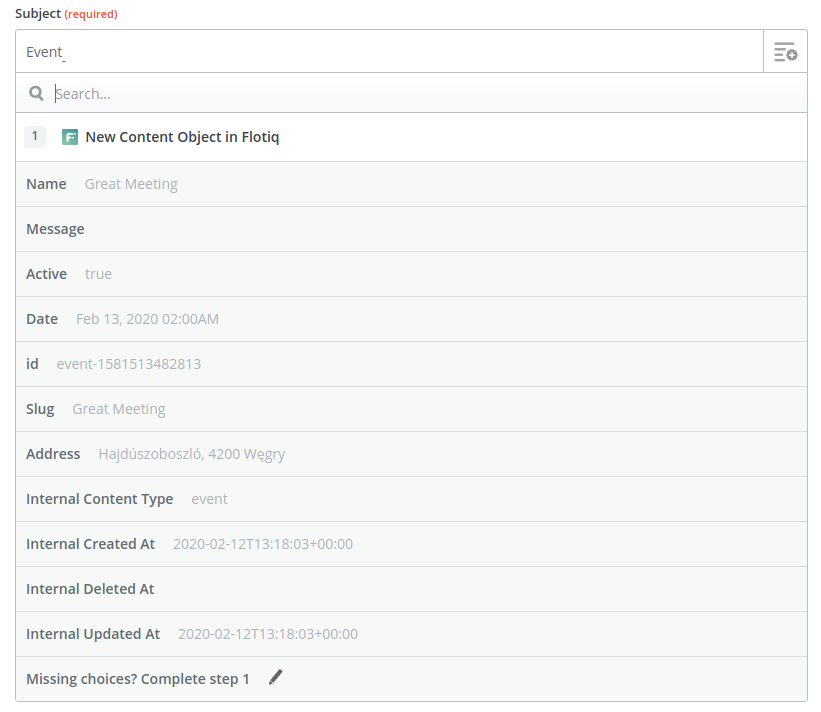 Subject (required)
Event_
Search...
1 New Content Object in Flotiq
Name Great Meeting
Message
Active true
Date Feb 13, 2020 02:00AM
id event-1581513482813
Slug Great Meeting
Address Hajdúszoboszló, 4200 Węgry
Internal Content Type event
Internal Created At 2020-02-12T13:18:03+00:00
Internal Deleted At
Internal Updated At 2020-02-12T13:18:03+00:00
Missing choices? Complete step 1